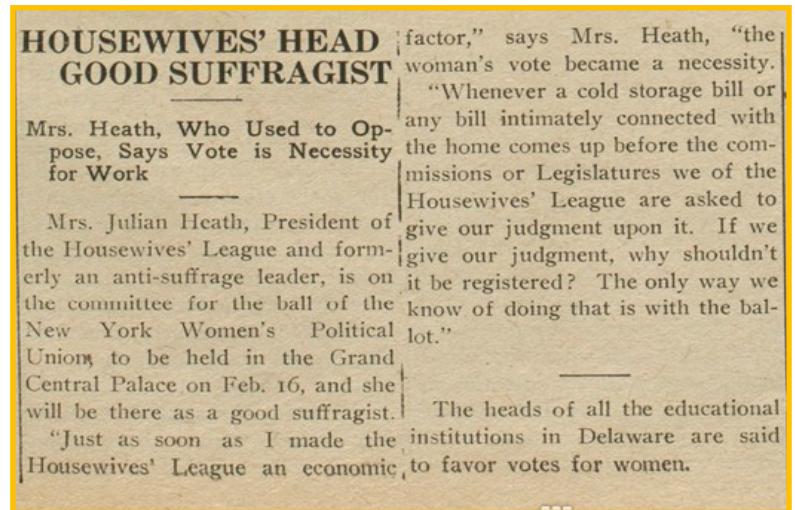 HOUSEWIVES' HEAD
GOOD SUFFRAGIST
Mrs. Heath, Who Used to Op-
pose, Says Vote is Necessity
for Work
Mrs. Julian Heath, President of
the Housewives' League and form-
erly an anti-suffrage leader, is on
the committee for the ball of the
New York Women's Political
Union, to be held in the Grand
Central Palace on Feb. 16, and she
will be there as a good suffragist.
"Just as soon as I made the
Housewives' League an economic
factor," says Mrs. Heath, "the
woman's vote became a necessity.
"Whenever a cold storage bill or
any bill intimately connected with
the home comes up before the com-
missions or Legislatures we of the
Housewives' League are asked to
give our judgment upon it. If we
give our judgment, why shouldn't
it be registered? The only way we
know of doing that is with the bal-
lot."
The heads of all the educational
institutions in Delaware are said
to favor votes for women.